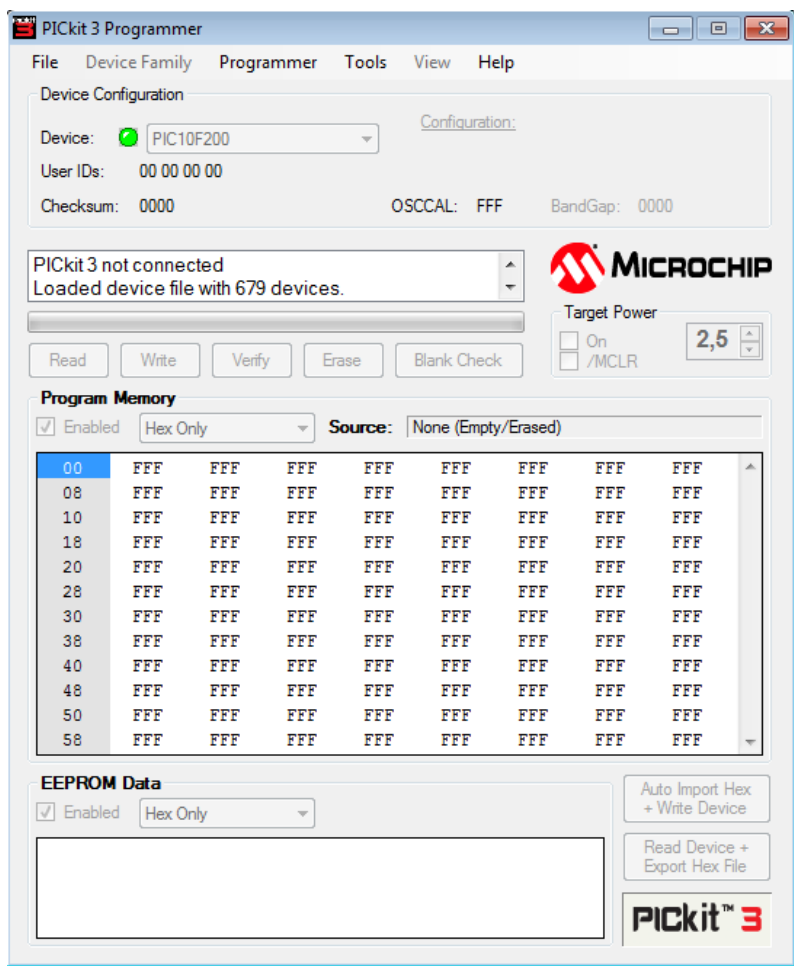 PICkit 3 Programmer
File Device Family Programmer Tools View Help
Device Configuration
Configuration:
Device: PIC10F200
User IDs: 00 00 00 00
Checksum: 0000 OSCCAL: FFF BandGap: 0000
PICkit 3 not connected
Loaded device file with 679 devices.
MICROCHIP
Target Power
On
/MCLR
2,5
Read Write Verify Erase Blank Check
Program Memory
Enabled Hex Only Source: None (Empty/Erased)
00 FFF FFF FFF FFF FFF FFF FFF FFF
08 FFF FFF FFF FFF FFF FFF FFF FFF
10 FFF FFF FFF FFF FFF FFF FFF FFF
18 FFF FFF FFF FFF FFF FFF FFF FFF
20 FFF FFF FFF FFF FFF FFF FFF FFF
28 FFF FFF FFF FFF FFF FFF FFF FFF
30 FFF FFF FFF FFF FFF FFF FFF FFF
38 FFF FFF FFF FFF FFF FFF FFF FFF
40 FFF FFF FFF FFF FFF FFF FFF FFF
48 FFF FFF FFF FFF FFF FFF FFF FFF
50 FFF FFF FFF FFF FFF FFF FFF FFF
58 FFF FFF FFF FFF FFF FFF FFF FFF
EEPROM Data
Enabled Hex Only
Auto Import Hex
+ Write Device
Read Device +
Export Hex File
PICkit™ 3